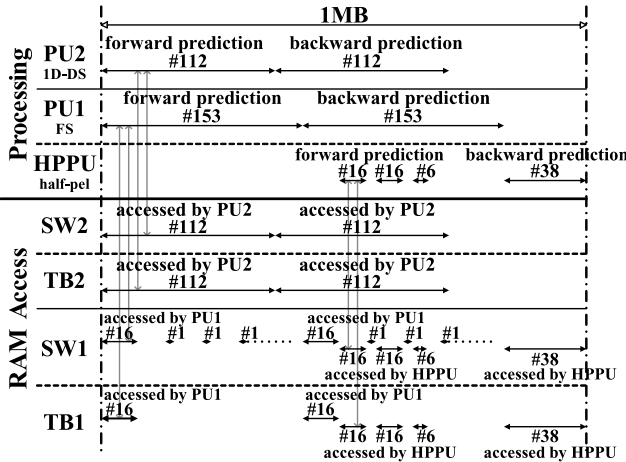 1MB
Processing
PU2
1D-DS
forward prediction
#112
backward prediction
#112
PU1
FS
forward prediction
#153
backward prediction
#153
HPPU
half-pel
forward prediction
#16 #16 #6
backward prediction
#38
RAM Access
SW2
accessed by PU2
#112
accessed by PU2
#112
TB2
accessed by PU2
#112
accessed by PU2
#112
SW1
accessed by PU1
#16 #1 #1 #1 ......
accessed by PU1
#16 #1 #1 #1 ......
#16 #16 #6
accessed by HPPU
#38
accessed by HPPU
TB1
accessed by PU1
#16
accessed by PU1
#16
#16 #16 #6
accessed by HPPU
#38
accessed by HPPU